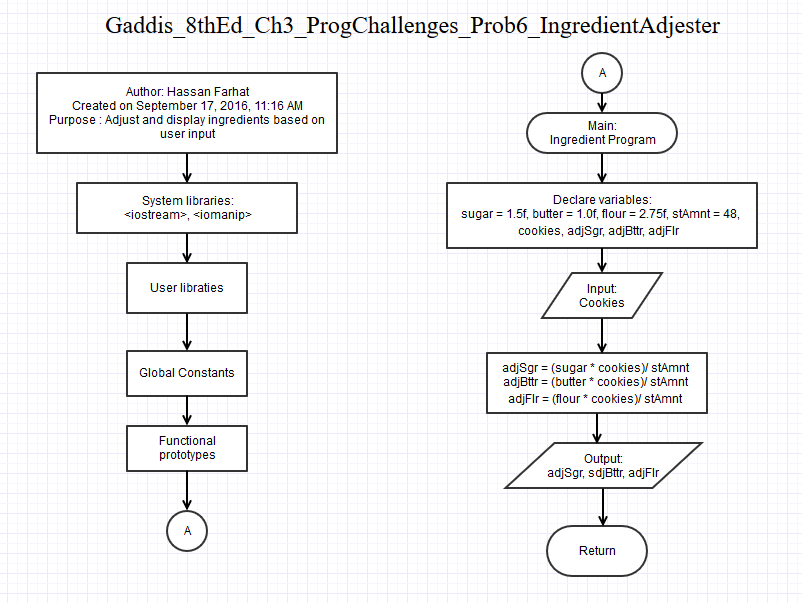 Gaddis_8thEd_Ch3_ProgChallenges_Prob6_IngredientAdjester
Author: Hassan Farhat
Created on September 17, 2016, 11:16 AM
Purpose : Adjust and display ingredients based on
user input
System libraries:
<iostream>, <iomanip>
User libraties
Global Constants
Functional
prototypes
A
A
Main:
Ingredient Program
Declare variables:
sugar = 1.5f, butter = 1.0f, flour = 2.75f, stAmnt = 48,
cookies, adjSgr, adjBttr, adjFlr
Input:
Cookies
adjSgr = (sugar * cookies)/ stAmnt
adjBttr = (butter * cookies)/ stAmnt
adjFlr = (flour * cookies)/ stAmnt
Output:
adjSgr, sdjBttr, adjFlr
Return